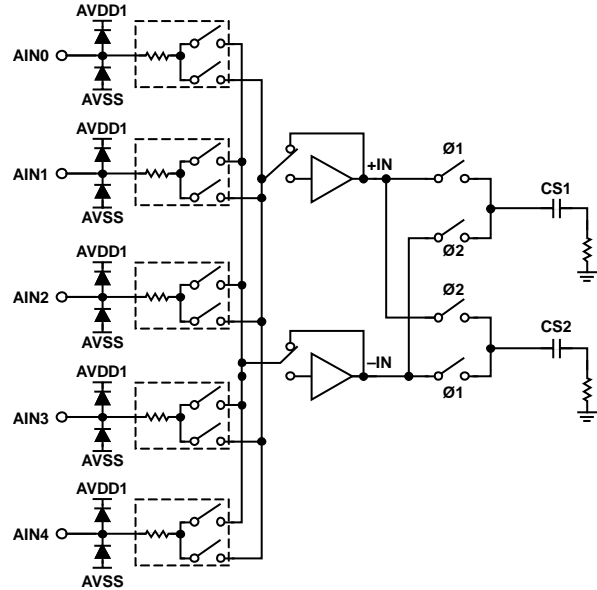 AVDD1
AIN0
AVSS
AVDD1
AIN1
AVSS
AVDD1
AIN2
AVSS
AVDD1
AIN3
AVSS
AVDD1
AIN4
AVSS
+IN
–IN
Ø1
Ø2
Ø2
Ø1
CS1
CS2